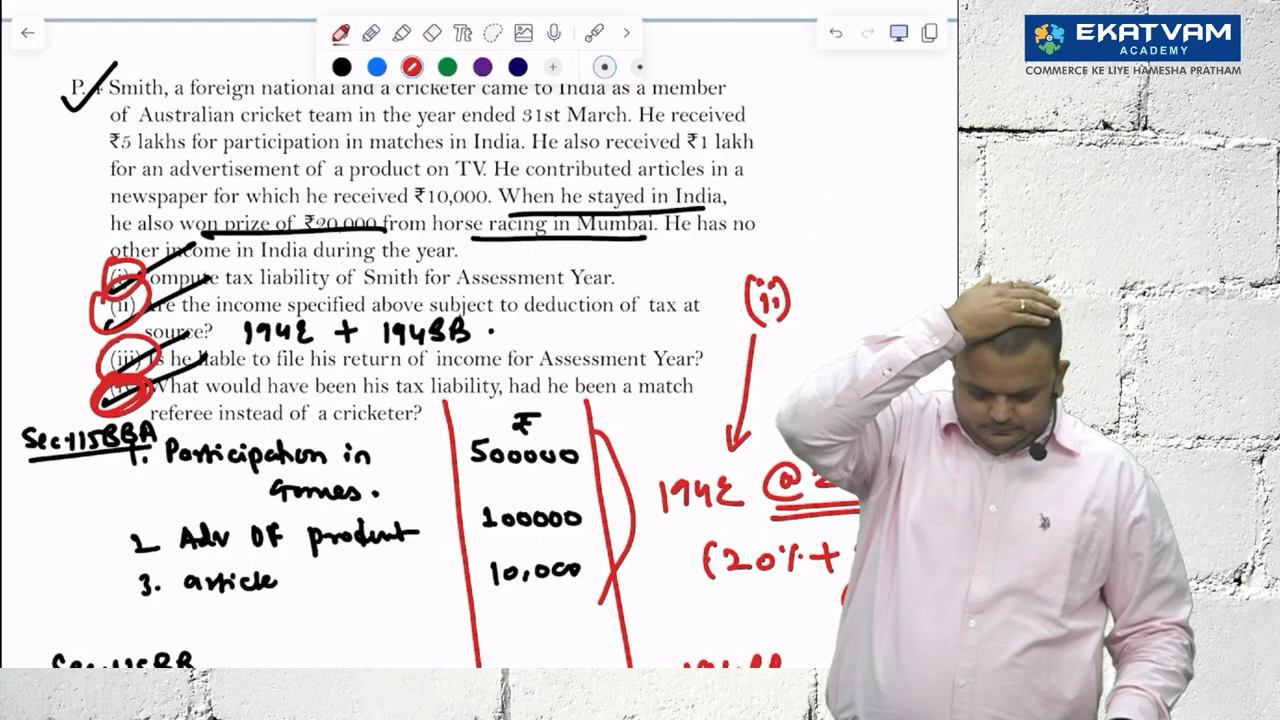 EKATVAM
ACADEMY
COMMERCE KE LIYE HAMESHA PRATHAM
P. Smith, a foreign national and a cricketer came to India as a member
of Australian cricket team in the year ended 31st March. He received
₹5 lakhs for participation in matches in India. He also received ₹1 lakh
for an advertisement of a product on TV. He contributed articles in a
newspaper for which he received ₹10,000. When he stayed in India,
he also won prize of ₹20,000 from horse racing in Mumbai. He has no
other income in India during the year.
(i) Compute tax liability of Smith for Assessment Year.
(ii) Are the income specified above subject to deduction of tax at
source? 194E + 194BB.
(iii) Is he liable to file his return of income for Assessment Year?
What would have been his tax liability, had he been a match
referee instead of a cricketer?
(ii)
Sec-115BBA
₹
1. Participation in 500000
Games.
194E @
2 Adv OF product 100000
(20% +
3. article 10,000
Sec-115BB
194BB